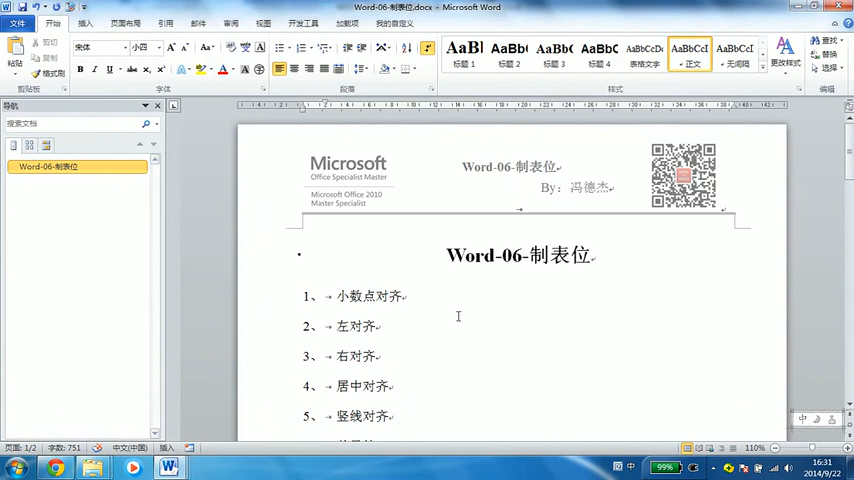 Word-06-制表位.docx - Microsoft Word
文件 开始 插入 页面布局 引用 邮件 审阅 视图 开发工具 加载项 我的自定义
粘贴 剪切 复制 格式刷 宋体 小四
AaBl AaBb( AaBb( AaBb( AaBbCcDc AaBbCcI AaBbCcI
标题 1 标题 2 标题 3 标题 4 表格文字 正文 无间隔 更改样式
查找 替换 选择
剪贴板 字体 段落 样式 编辑
导航
搜索文档
Word-06-制表位
Microsoft
Office Specialist Master
Microsoft Office 2010
Master Specialist
Word-06-制表位
By：冯德杰
Word-06-制表位
1、 小数点对齐
2、 左对齐
3、 右对齐
4、 居中对齐
5、 竖线对齐
页面: 1/2 字数: 751 中文(中国) 插入 110%
中
99%
16:31
2014/9/22